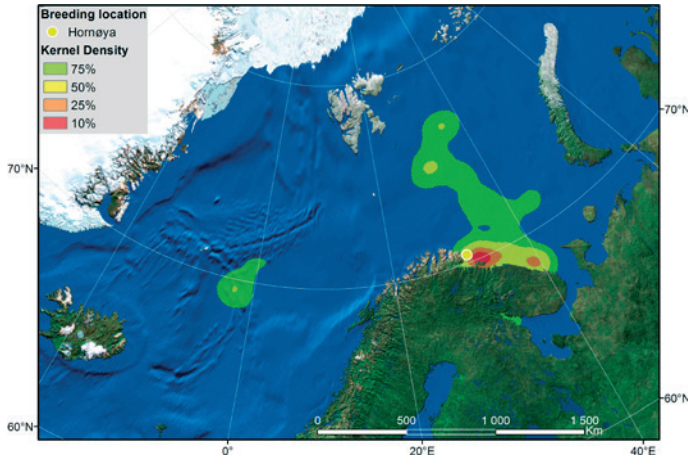 Breeding location
Hornøya
Kernel Density
75%
50%
25%
10%
70°N
70°N
60°N
60°N
0 500 1 000 1 500
Km
0°
20°E
40°E